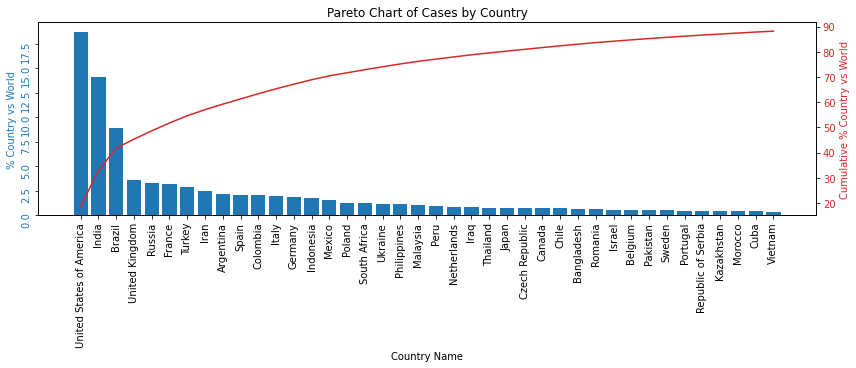 Pareto Chart of Cases by Country
% Country vs World
17.5
15.0
12.5
10.0
7.5
5.0
2.5
0.0
90
80
70
60
50
40
30
20
Cumulative % Country vs World
United States of America
India
Brazil
United Kingdom
Russia
France
Turkey
Iran
Argentina
Spain
Colombia
Italy
Germany
Indonesia
Mexico
Poland
South Africa
Ukraine
Philippines
Malaysia
Peru
Netherlands
Iraq
Thailand
Japan
Czech Republic
Canada
Chile
Bangladesh
Romania
Israel
Belgium
Pakistan
Sweden
Portugal
Republic of Serbia
Kazakhstan
Morocco
Cuba
Vietnam
Country Name